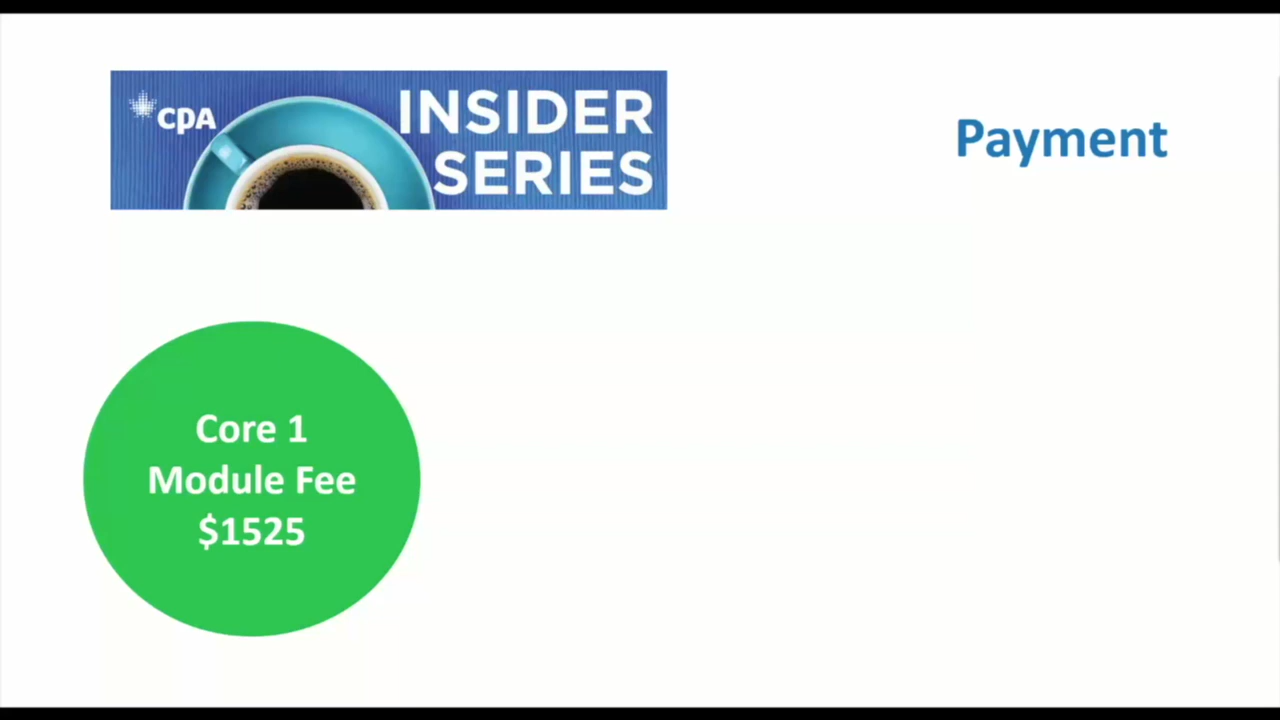 cpa
INSIDER
SERIES
Payment
Core 1
Module Fee
$1525